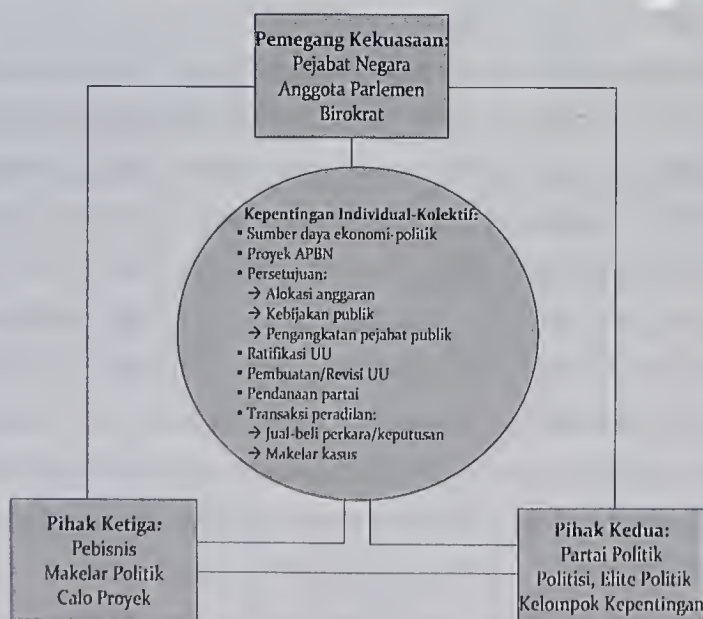 Pemegang Kekuasaan:
Pejabat Negara
Anggota Parlemen
Birokrat
Kepentingan Individual-Kolektif:
▪ Sumber daya ekonomi-politik
▪ Proyek APBN
▪ Persetujuan:
→ Alokasi anggaran
→ Kebijakan publik
→ Pengangkatan pejabat publik
▪ Ratifikasi UU
▪ Pembuatan/Revisi UU
▪ Pendanaan partai
▪ Transaksi peradilan:
→ Jual-beli perkara/keputusan
→ Makelar kasus
Pihak Ketiga:
Pebisnis
Makelar Politik
Calo Proyek
Pihak Kedua:
Partai Politik
Politisi, Elite Politik
Kelompok Kepentingan